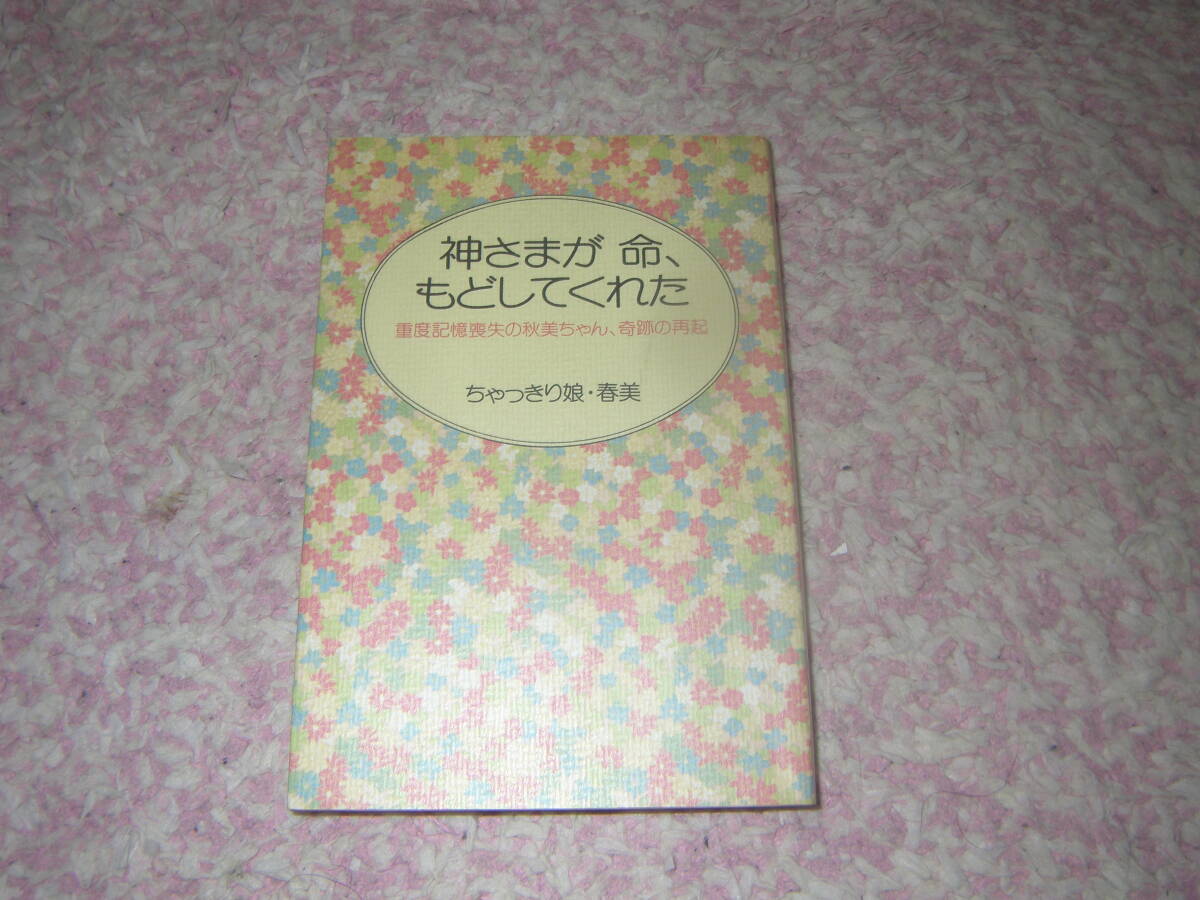 神さまが 命、
もどしてくれた
重度記憶喪失の秋美ちゃん、奇跡の再起
ちゃっきり娘・春美